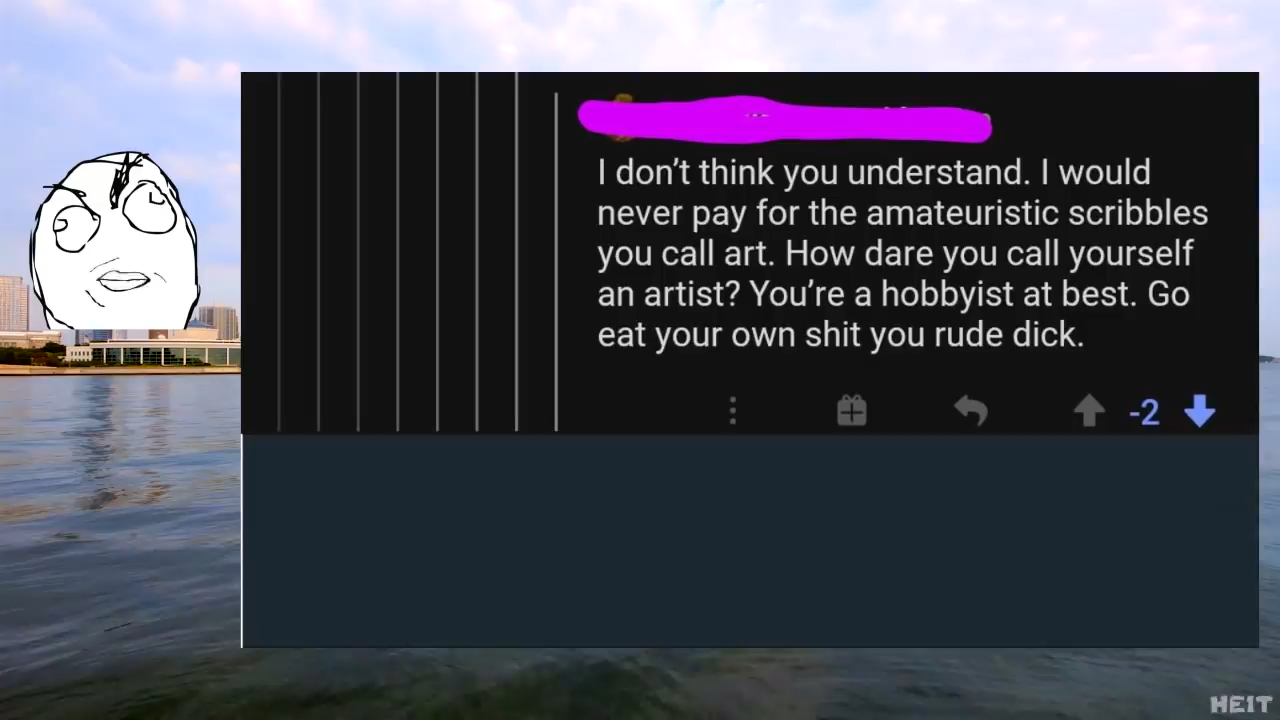 I don’t think you understand. I would
never pay for the amateuristic scribbles
you call art. How dare you call yourself
an artist? You’re a hobbyist at best. Go
eat your own shit you rude dick.
-2
HEIT